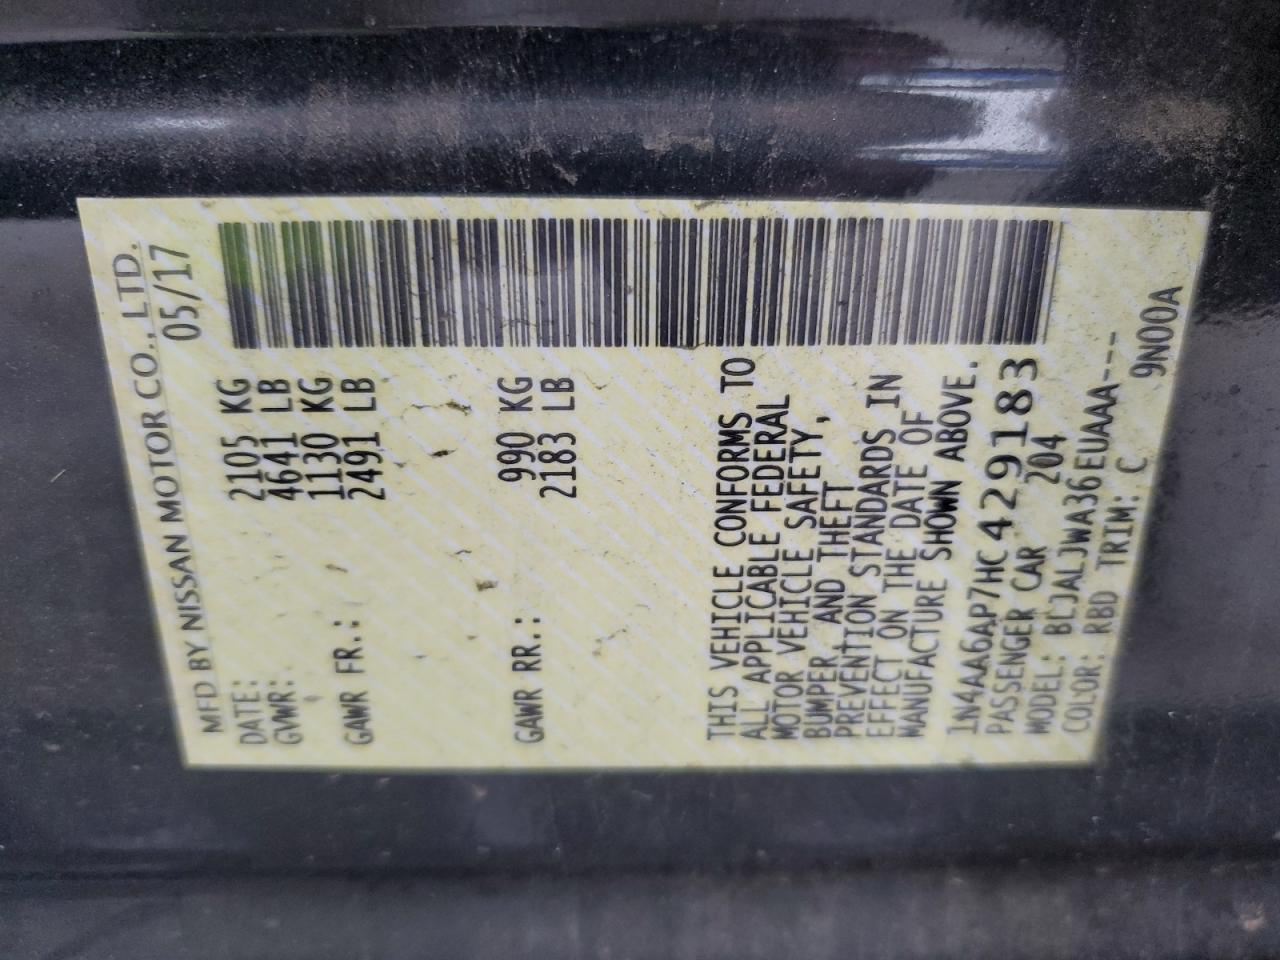 MFD BY NISSAN MOTOR CO., LTD.
DATE: 05/17
GVWR: 2105 KG
4641 LB
GAWR FR.: 1130 KG
2491 LB
GAWR RR.: 990 KG
2183 LB
THIS VEHICLE CONFORMS TO
ALL APPLICABLE FEDERAL
MOTOR VEHICLE SAFETY,
BUMPER, AND THEFT
PREVENTION STANDARDS IN
EFFECT ON THE DATE OF
MANUFACTURE SHOWN ABOVE.
1N4AA6AP7HC429183
PASSENGER CAR 204
MODEL: BLJALJWA36EUAAA---
COLOR: RBD TRIM: C 9N00A